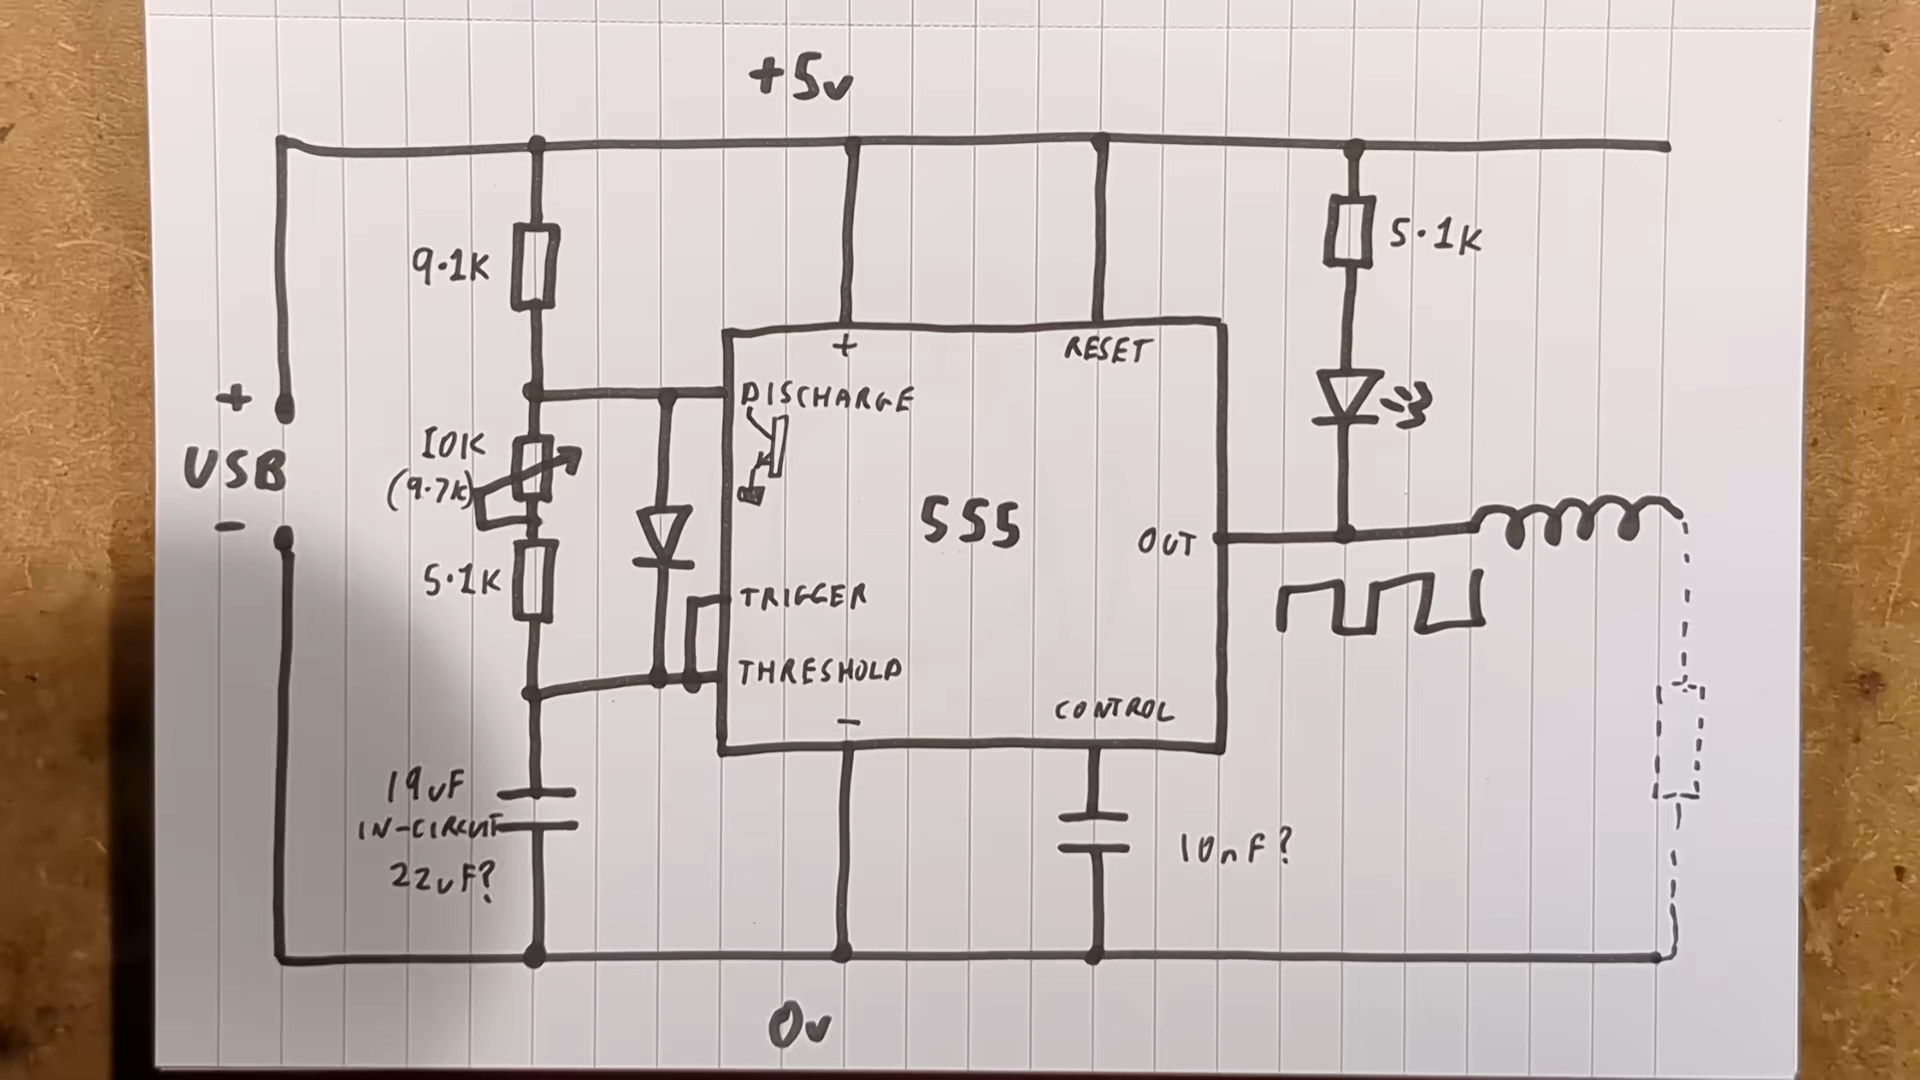 +5v
9.1K
5.1K
+
RESET
+
DISCHARGE
10K
(9.7K)
USB
-
555
OUT
5.1K
TRIGGER
THRESHOLD
-
CONTROL
19uF
IN-CIRCUIT
22uF?
10nF?
0v